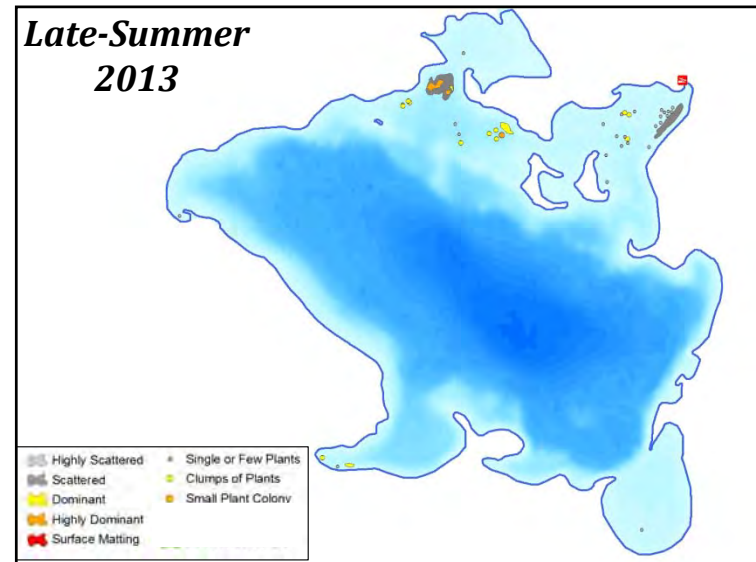 Late-Summer
2013
Highly Scattered
Scattered
Dominant
Highly Dominant
Surface Matting
Single or Few Plants
Clumps of Plants
Small Plant Colony